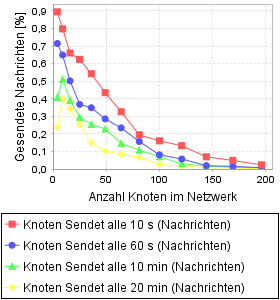 0,9
0,8
0,7
0,6
0,5
0,4
0,3
0,2
0,1
0,0
Gesendete Nachrichten [%]
0 50 100 150 200
Anzahl Knoten im Netzwerk
Knoten Sendet alle 10 s (Nachrichten)
Knoten Sendet alle 60 s (Nachrichten)
Knoten Sendet alle 10 min (Nachrichten)
Knoten Sendet alle 20 min (Nachrichten)